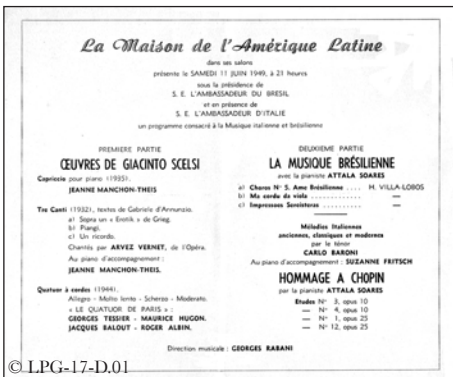 La Maison de l'Amérique Latine
dans ses salons
présente le SAMEDI 11 JUIN 1949, à 21 heures
sous la présidence de
S. E. L'AMBASSADEUR DU BRESIL
et en présence de
S. E. L'AMBASSADEUR D'ITALIE
un programme consacré à la Musique italienne et brésilienne
PREMIERE PARTIE
ŒUVRES DE GIACINTO SCELSI
Capriccio pour piano (1935).
JEANNE MANCHON-THEIS
Tre Canti (1932), textes de Gabriele d'Annunzio.
a) Sopra un « Erotik » de Grieg.
b) Piangi.
c) Un ricordo.
Chantés par ARVEZ VERNET, de l'Opéra.
Au piano d'accompagnement :
JEANNE MANCHON-THEIS.
Quatuor à cordes (1944).
Allegro - Molto lento - Scherzo - Moderato.
« LE QUATUOR DE PARIS » :
GEORGES TESSIER - MAURICE HUGON.
JACQUES BALOUT - ROGER ALBIN.
DEUXIEME PARTIE
LA MUSIQUE BRÉSILIENNE
avec la pianiste ATTALA SOARES
a) Choros N° 5. Ame Brésilienne .... H. VILLA-LOBOS
b) Ma corda de viola .......... —
c) Impressoes Seresteiras .......... —
Mélodies Italiennes
anciennes, classiques et modernes
par le ténor
CARLO BARONI
Au piano d'accompagnement : SUZANNE FRITSCH
HOMMAGE A CHOPIN
par la pianiste ATTALA SOARES
Etudes N° 3, opus 10
— N° 4, opus 10
— N° 1, opus 25
— N° 12, opus 25
Direction musicale : GEORGES RABANI
© LPG-17-D.01